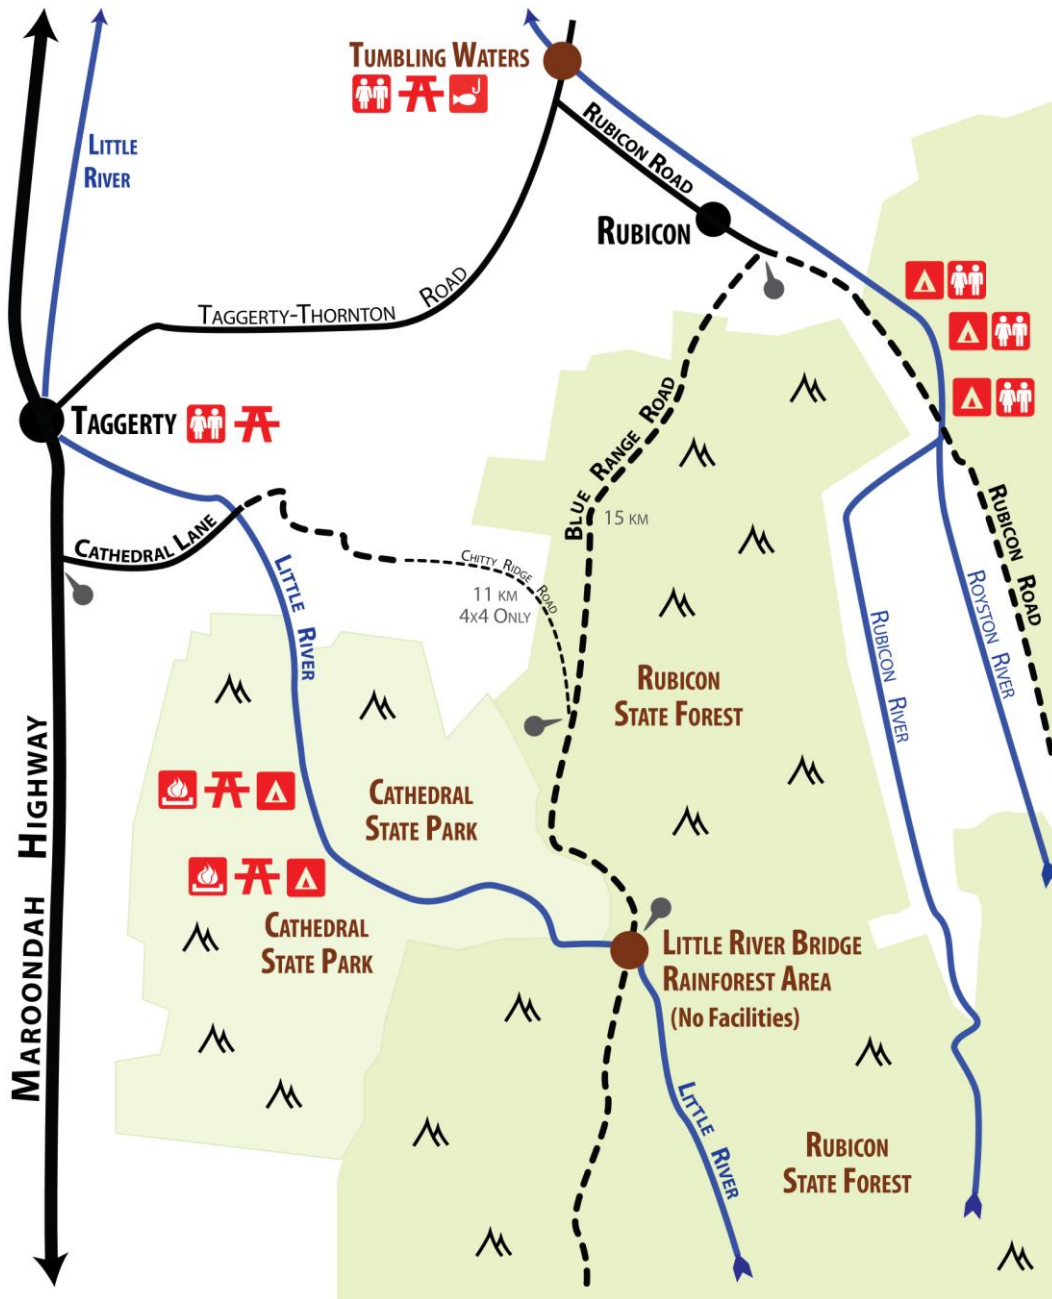 Tumbling Waters
Little
River
Rubicon Road
Rubicon
Taggerty-Thornton Road
Taggerty
Blue Range Road
15 km
Cathedral Lane
Chitty Ridge Road
11 km
4x4 Only
Little River
Rubicon Road
Royston River
Rubicon River
Rubicon
State Forest
Maroondah Highway
Cathedral
State Park
Cathedral
State Park
Little River Bridge
Rainforest Area
(No Facilities)
Little River
Rubicon
State Forest